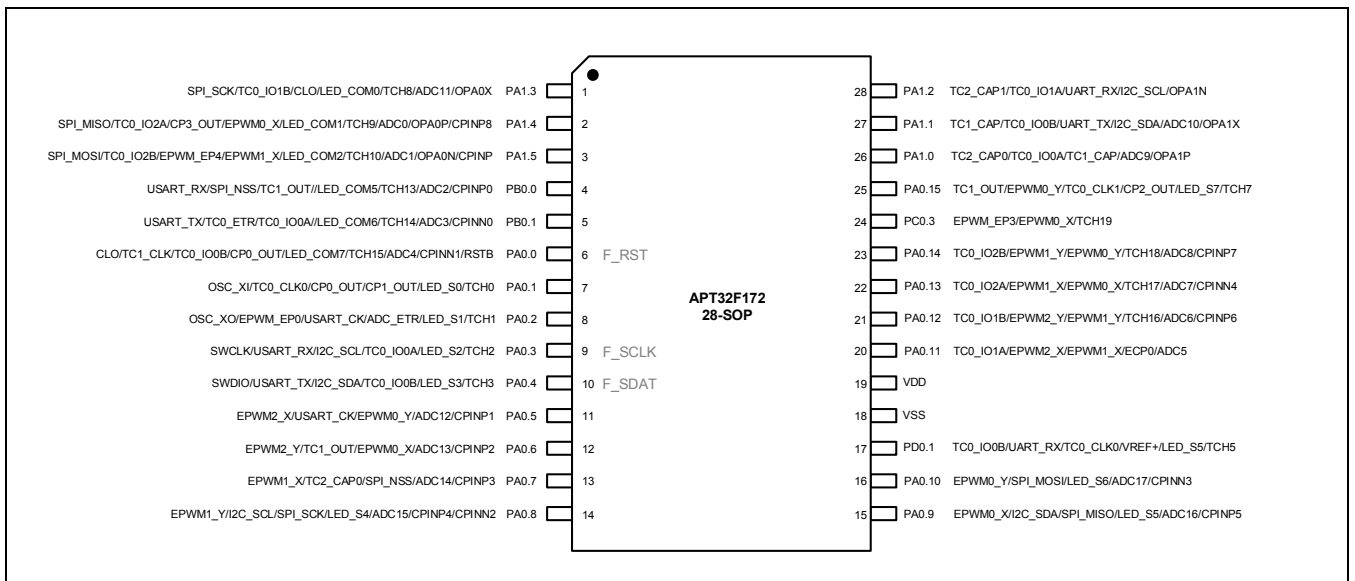 SPI_SCK/TC0_IO1B/CLO/LED_COM0/TCH8/ADC11/OPA0X PA1.3 1
SPI_MISO/TC0_IO2A/CP3_OUT/EPWM0_X/LED_COM1/TCH9/ADC0/OPA0P/CPINP8 PA1.4 2
SPI_MOSI/TC0_IO2B/EPWM_EP4/EPWM1_X/LED_COM2/TCH10/ADC1/OPA0N/CPINP PA1.5 3
USART_RX/SPI_NSS/TC1_OUT//LED_COM5/TCH13/ADC2/CPINP0 PB0.0 4
USART_TX/TC0_ETR/TC0_IO0A//LED_COM6/TCH14/ADC3/CPINN0 PB0.1 5
CLO/TC1_CLK/TC0_IO0B/CP0_OUT/LED_COM7/TCH15/ADC4/CPINN1/RSTB PA0.0 6 F_RST
OSC_XI/TC0_CLK0/CP0_OUT/CP1_OUT/LED_S0/TCH0 PA0.1 7
OSC_XO/EPWM_EP0/USART_CK/ADC_ETR/LED_S1/TCH1 PA0.2 8
SWCLK/USART_RX/I2C_SCL/TC0_IO0A/LED_S2/TCH2 PA0.3 9 F_SCLK
SWDIO/USART_TX/I2C_SDA/TC0_IO0B/LED_S3/TCH3 PA0.4 10 F_SDAT
EPWM2_X/USART_CK/EPWM0_Y/ADC12/CPINP1 PA0.5 11
EPWM2_Y/TC1_OUT/EPWM0_X/ADC13/CPINP2 PA0.6 12
EPWM1_X/TC2_CAP0/SPI_NSS/ADC14/CPINP3 PA0.7 13
EPWM1_Y/I2C_SCL/SPI_SCK/LED_S4/ADC15/CPINP4/CPINN2 PA0.8 14
APT32F172
28-SOP
28 PA1.2 TC2_CAP1/TC0_IO1A/UART_RX/I2C_SCL/OPA1N
27 PA1.1 TC1_CAP/TC0_IO0B/UART_TX/I2C_SDA/ADC10/OPA1X
26 PA1.0 TC2_CAP0/TC0_IO0A/TC1_CAP/ADC9/OPA1P
25 PA0.15 TC1_OUT/EPWM0_Y/TC0_CLK1/CP2_OUT/LED_S7/TCH7
24 PC0.3 EPWM_EP3/EPWM0_X/TCH19
23 PA0.14 TC0_IO2B/EPWM1_Y/EPWM0_Y/TCH18/ADC8/CPINP7
22 PA0.13 TC0_IO2A/EPWM1_X/EPWM0_X/TCH17/ADC7/CPINN4
21 PA0.12 TC0_IO1B/EPWM2_Y/EPWM1_Y/TCH16/ADC6/CPINP6
20 PA0.11 TC0_IO1A/EPWM2_X/EPWM1_X/ECP0/ADC5
19 VDD
18 VSS
17 PD0.1 TC0_IO0B/UART_RX/TC0_CLK0/VREF+/LED_S5/TCH5
16 PA0.10 EPWM0_Y/SPI_MOSI/LED_S6/ADC17/CPINN3
15 PA0.9 EPWM0_X/I2C_SDA/SPI_MISO/LED_S5/ADC16/CPINP5